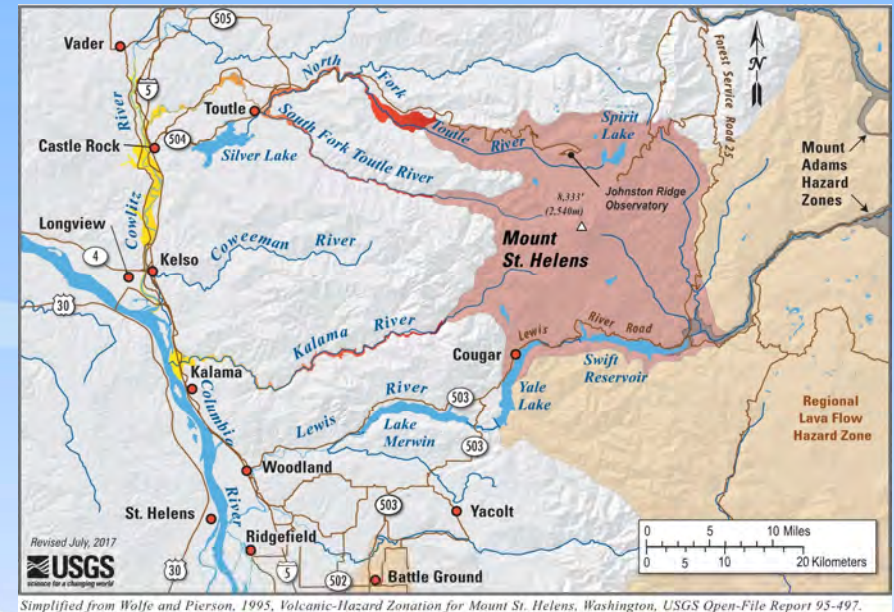 505
Vader
North
Fork
Toutle
River
5
River
Toutle
Castle Rock
504
Silver Lake
South Fork Toutle River
Spirit
Lake
Forest Service Road 25
N
Mount
Adams
Hazard
Zones
Johnston Ridge
Observatory
8,333'
(2,540m)
Mount
St. Helens
Longview
Cowlitz
4
Kelso
Coweeman River
30
Kalama River
Kalama
Cougar
Lewis
River Road
Swift
Reservoir
Yale
Lake
Columbia
River
Lewis
River
503
Lake
Merwin
503
Regional
Lava Flow
Hazard Zone
Woodland
St. Helens
503
Yacolt
Ridgefield
30
5
502
Battle Ground
0 5 10 Miles
0 5 10 20 Kilometers
Revised July, 2017
USGS
science for a changing world
Simplified from Wolfe and Pierson, 1995, Volcanic-Hazard Zonation for Mount St. Helens, Washington, USGS Open-File Report 95-497.